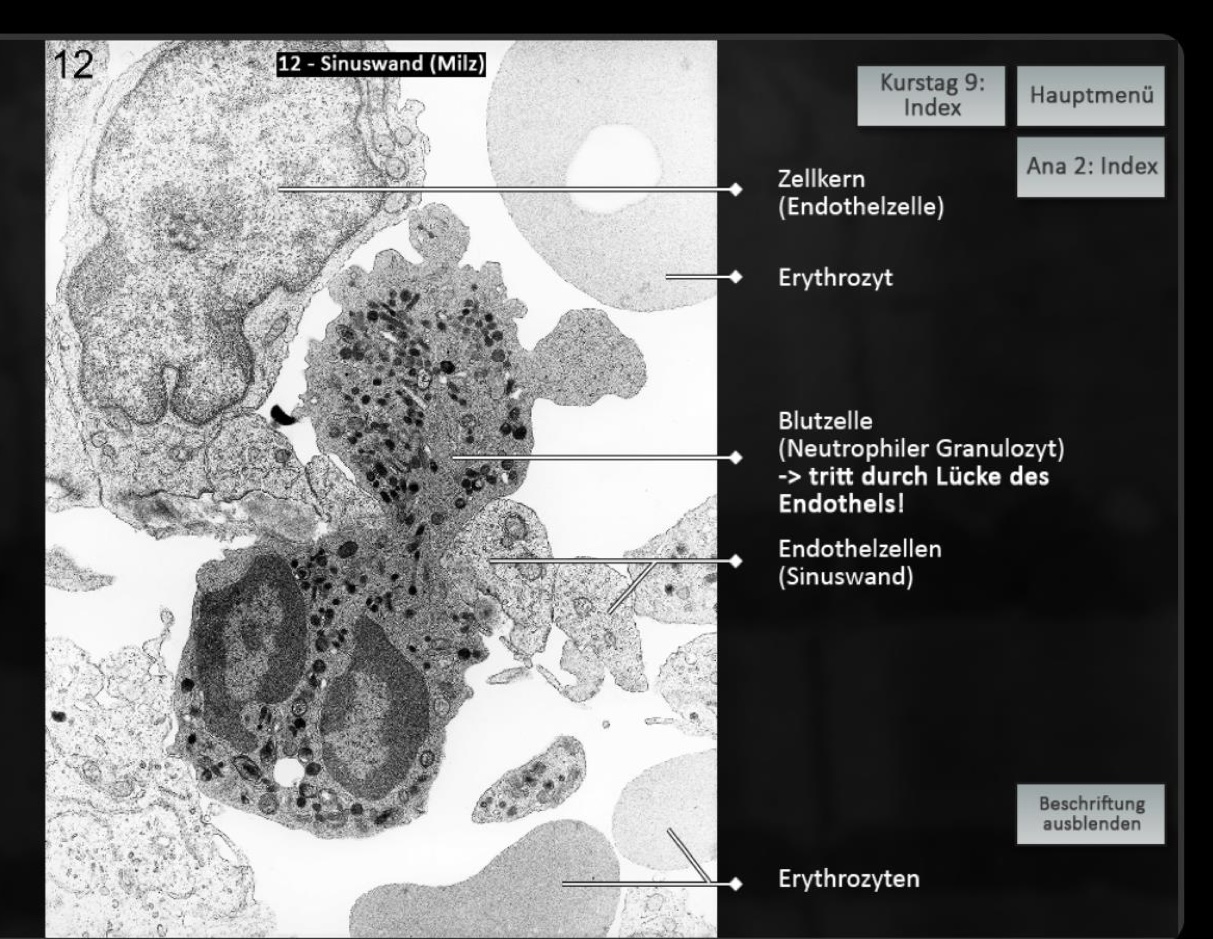 12
12 - Sinuswand (Milz)
Kurstag 9:
Index
Hauptmenü
Ana 2: Index
Zellkern
(Endothelzelle)
Erythrozyt
Blutzelle
(Neutrophiler Granulozyt)
-> tritt durch Lücke des
Endothels!
Endothelzellen
(Sinuswand)
Beschriftung
ausblenden
Erythrozyten